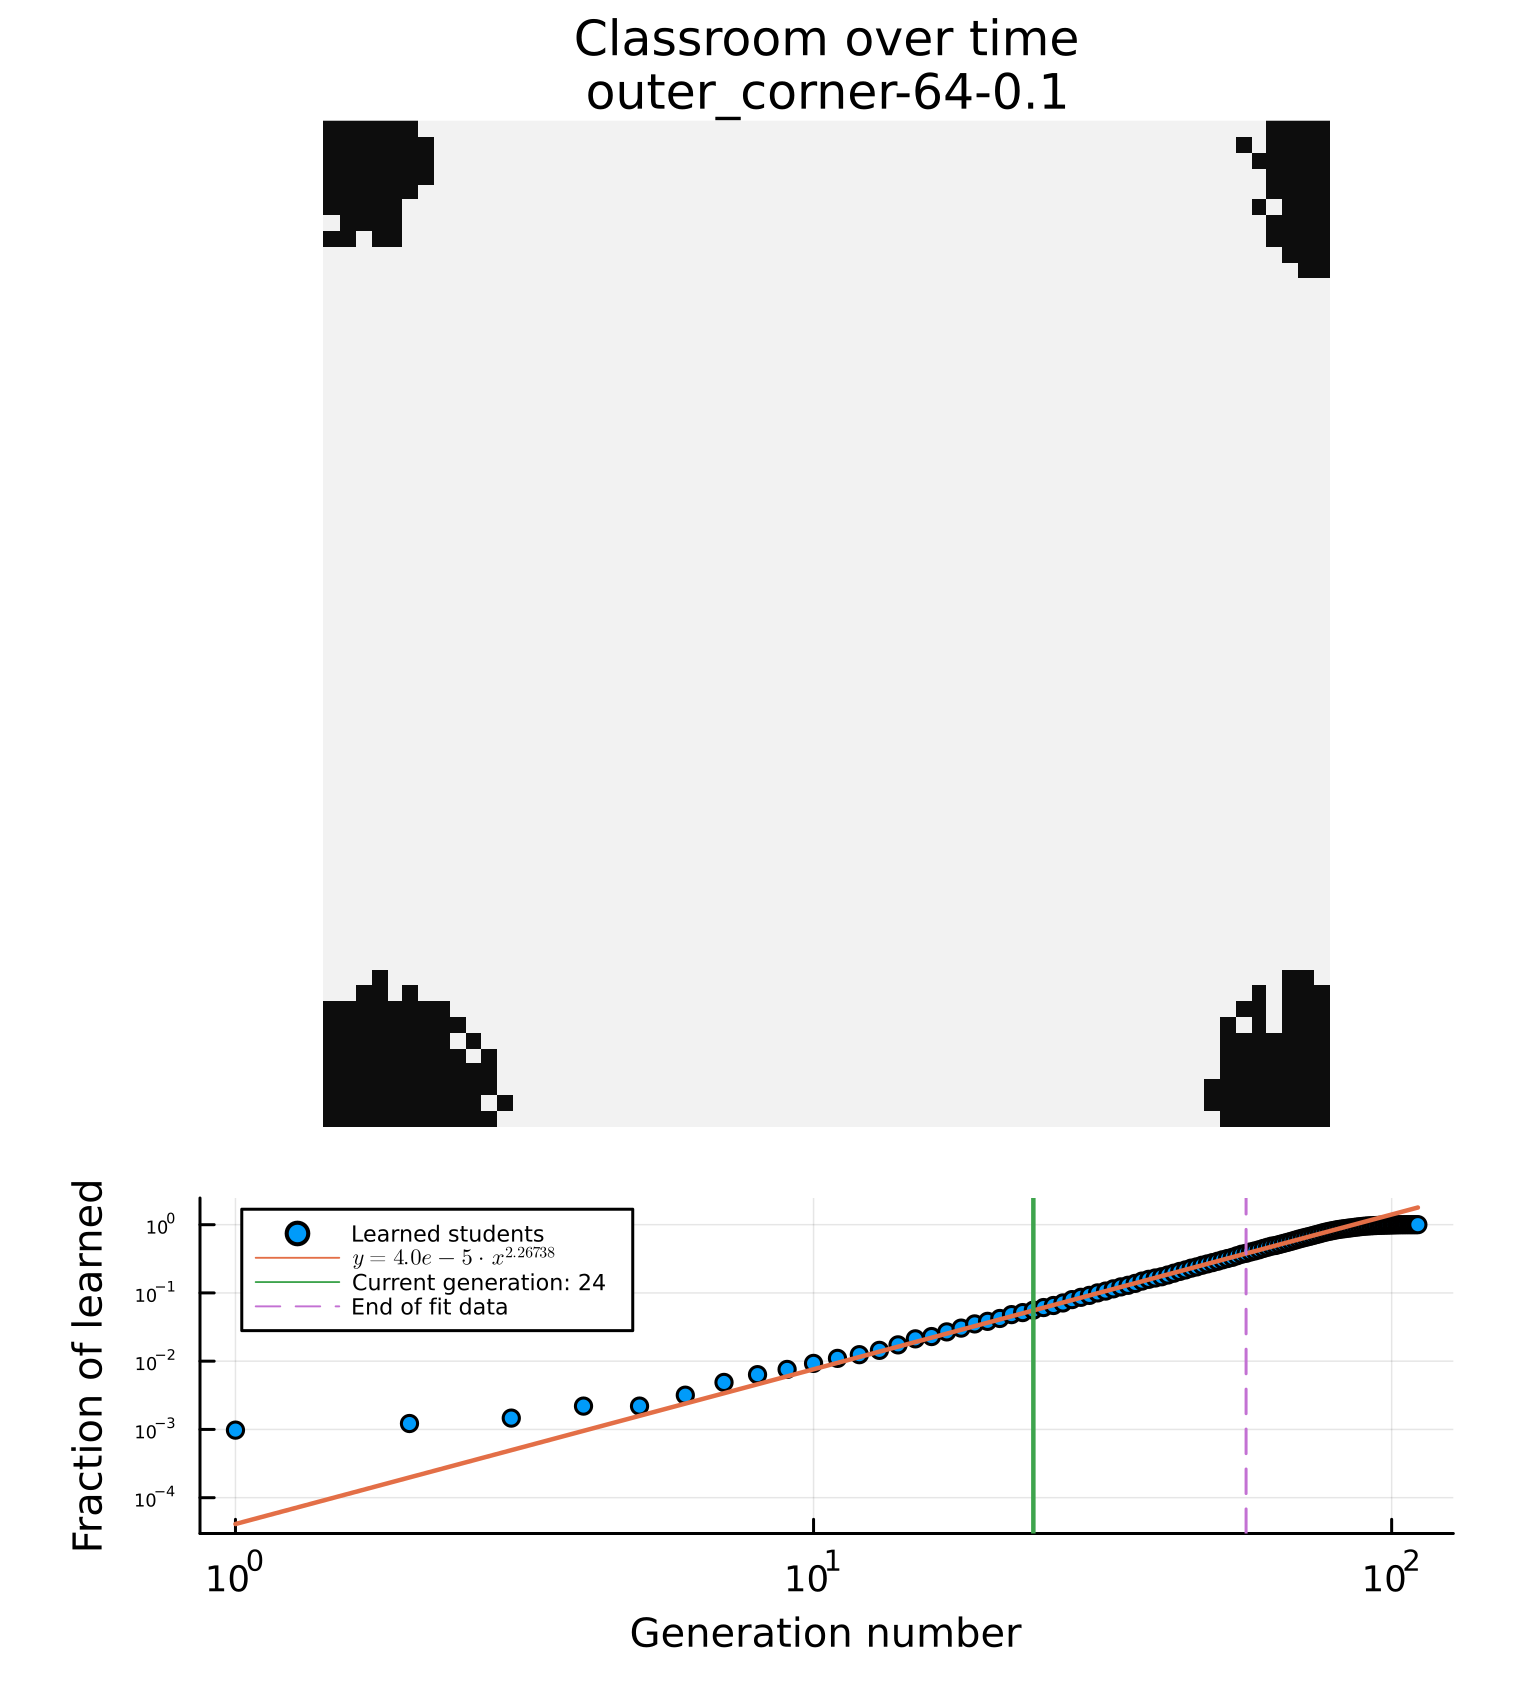 Classroom over time
outer_corner-64-0.1
Fraction of learned
10^0
10^-1
10^-2
10^-3
10^-4
Learned students
y = 4.0e − 5 · x^2.26738
Current generation: 24
End of fit data
10^0 10^1 10^2
Generation number